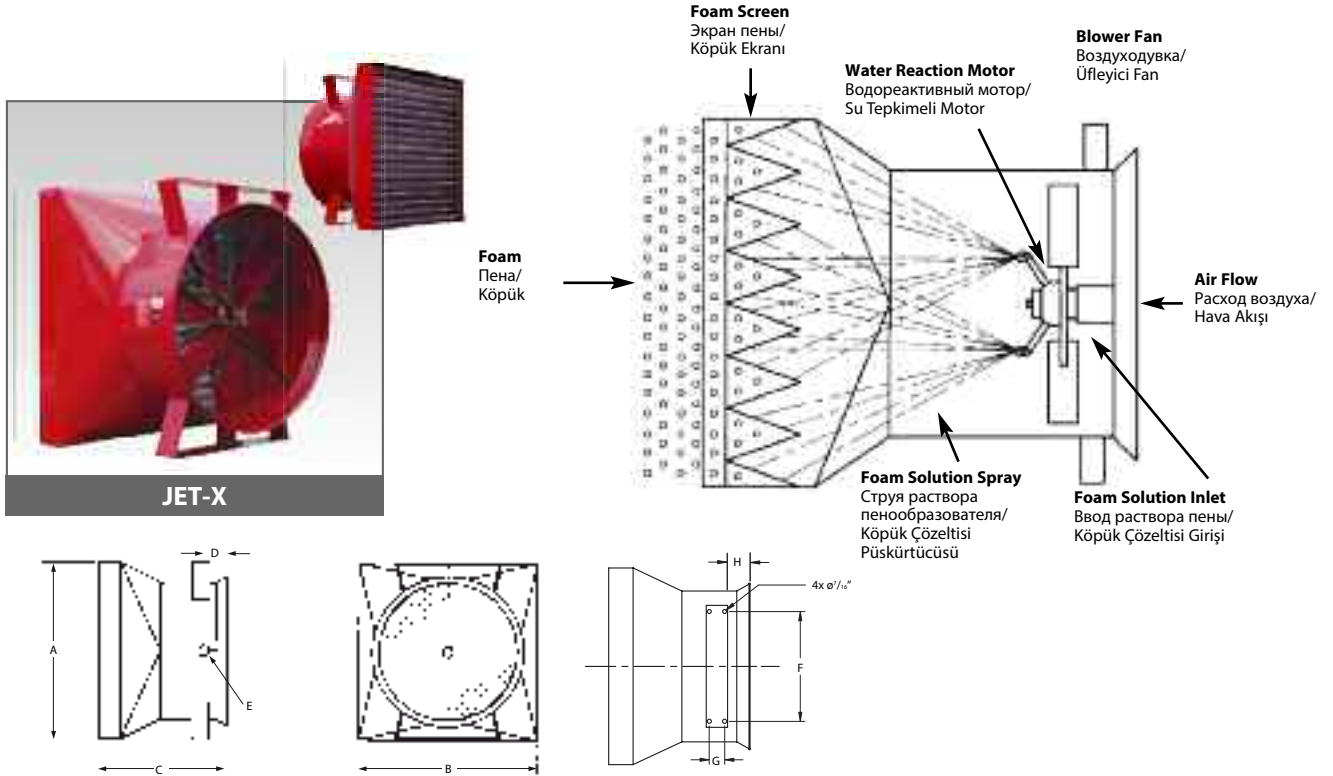 Foam Screen
Экран пены/
Köpük Ekranı
Blower Fan
Воздуходувка/
Üfleyici Fan
Water Reaction Motor
Водореактивный мотор/
Su Tepkimeli Motor
Foam
Пена/
Köpük
Air Flow
Расход воздуха/
Hava Akışı
Foam Solution Spray
Струя раствора
пенообразователя/
Köpük Çözeltisi
Püskürtücüsü
Foam Solution Inlet
Ввод раствора пены/
Köpük Çözeltisi Girişi
JET-X
D
A
E
C
B
H
4x ø⁷/₁₆"
F
G